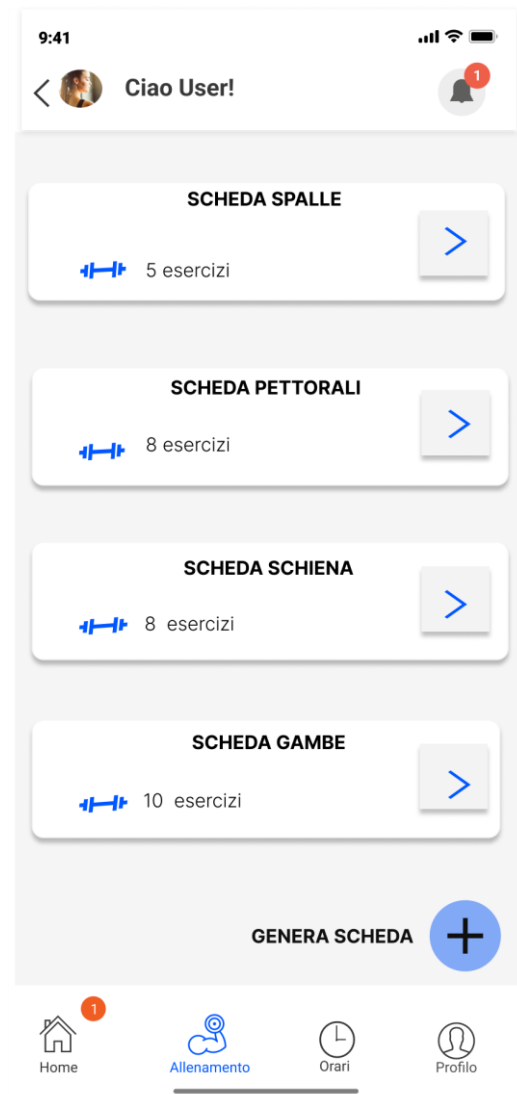 9:41
Ciao User!
1
SCHEDA SPALLE
5 esercizi
SCHEDA PETTORALI
8 esercizi
SCHEDA SCHIENA
8 esercizi
SCHEDA GAMBE
10 esercizi
GENERA SCHEDA
1
Home
Allenamento
Orari
Profilo